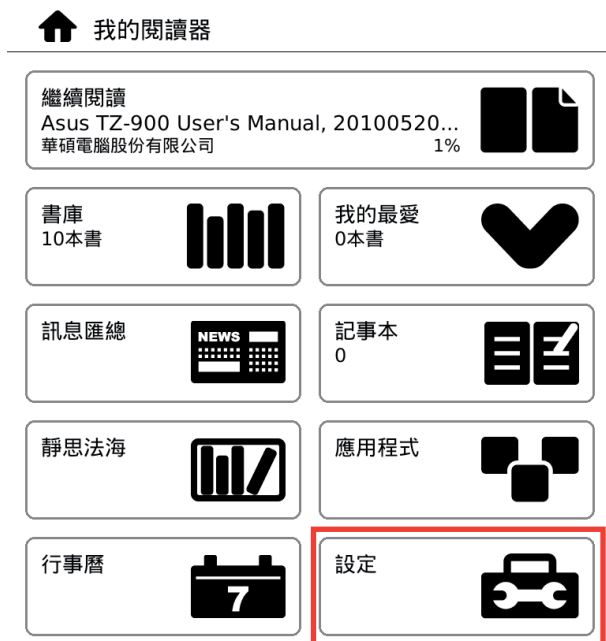 我的閱讀器
繼續閱讀
Asus TZ-900 User's Manual, 20100520...
華碩電腦股份有限公司 1%
書庫
10本書
我的最愛
0本書
訊息匯總
NEWS
記事本
0
靜思法海
應用程式
行事曆
7
設定